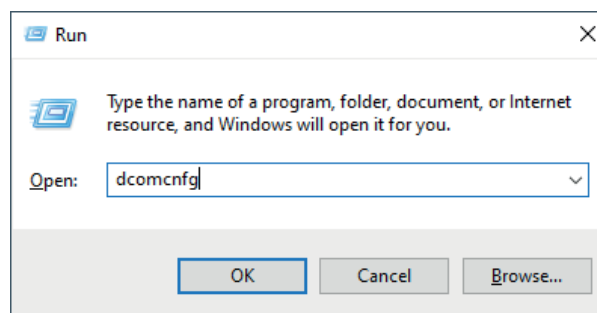 Run
Type the name of a program, folder, document, or Internet
resource, and Windows will open it for you.
Open: dcomcnfg
OK Cancel Browse...